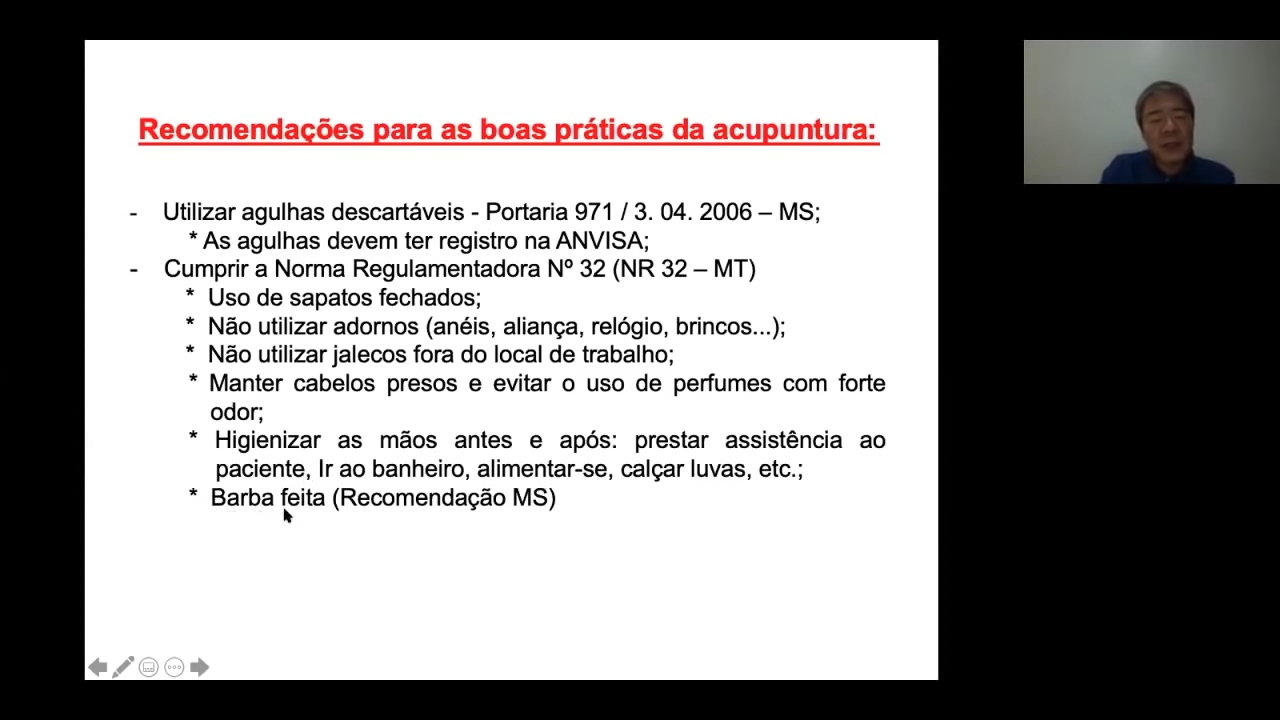 Recomendações para as boas práticas da acupuntura:
- Utilizar agulhas descartáveis - Portaria 971 / 3. 04. 2006 – MS;
* As agulhas devem ter registro na ANVISA;
- Cumprir a Norma Regulamentadora Nº 32 (NR 32 – MT)
* Uso de sapatos fechados;
* Não utilizar adornos (anéis, aliança, relógio, brincos...);
* Não utilizar jalecos fora do local de trabalho;
* Manter cabelos presos e evitar o uso de perfumes com forte
odor;
* Higienizar as mãos antes e após: prestar assistência ao
paciente, Ir ao banheiro, alimentar-se, calçar luvas, etc.;
* Barba feita (Recomendação MS)